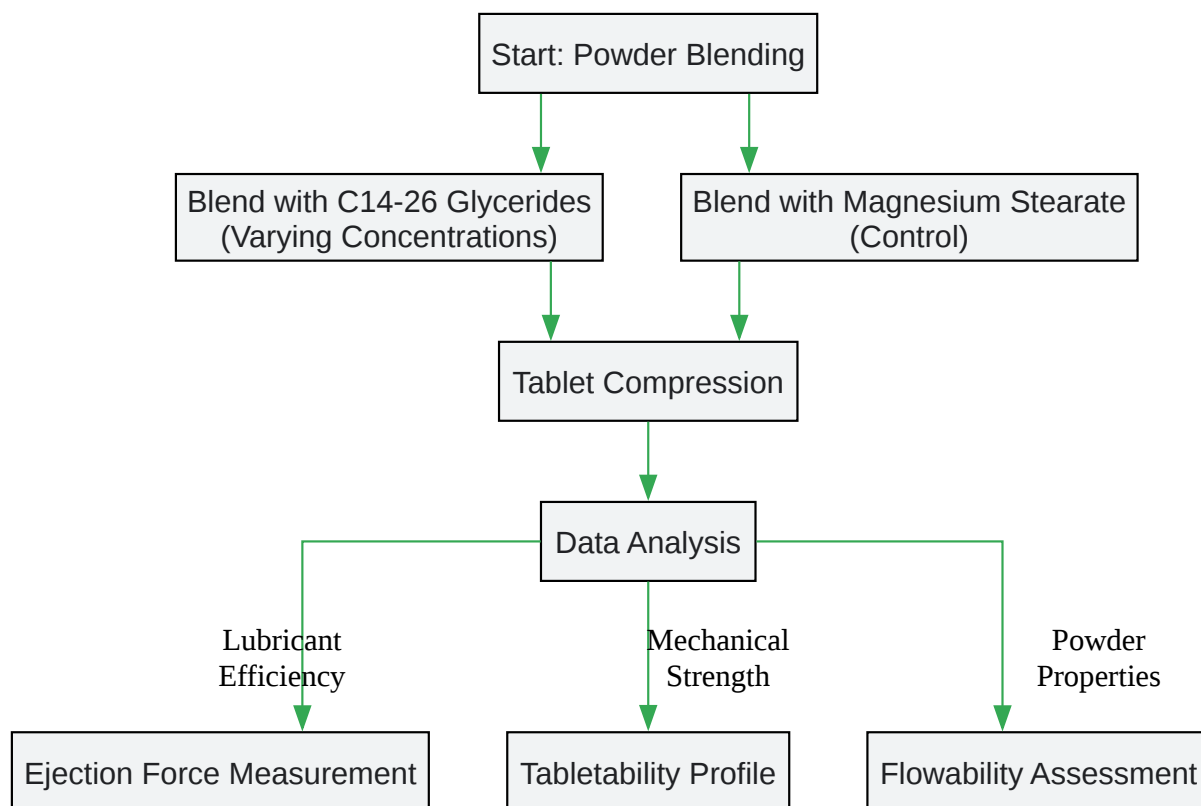 Start: Powder Blending
Blend with C14-26 Glycerides
(Varying Concentrations)
Blend with Magnesium Stearate
(Control)
Tablet Compression
Data Analysis
Lubricant
Efficiency
Mechanical
Strength
Powder
Properties
Ejection Force Measurement
Tabletability Profile
Flowability Assessment